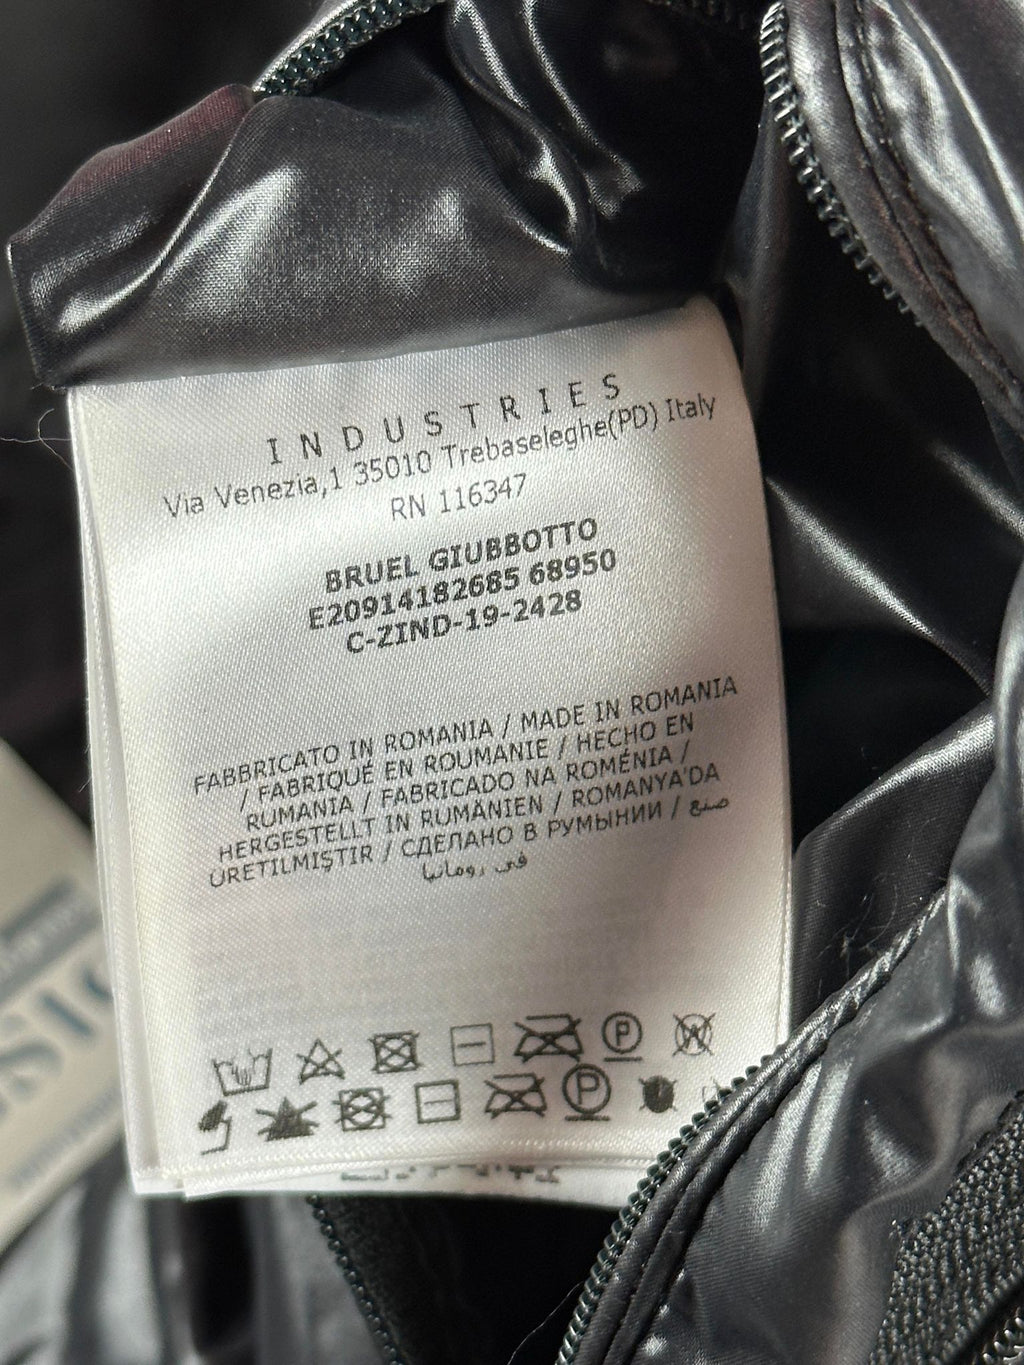 INDUSTRIES
Via Venezia,1 35010 Trebaseleghe(PD) Italy
RN 116347
BRUEL GIUBBOTTO
E20914182685 68950
C-ZIND-19-2428
FABBRICATO IN ROMANIA / MADE IN ROMANIA
/ FABRIQUÉ EN ROUMANIE / HECHO EN
RUMANIA / FABRICADO NA ROMÉNIA /
HERGESTELLT IN RUMÄNIEN / ROMANYA'DA
ÜRETILMIŞTIR / СДЕЛАНО В РУМЫНИИ / صنع
في رومانيا
P W
P